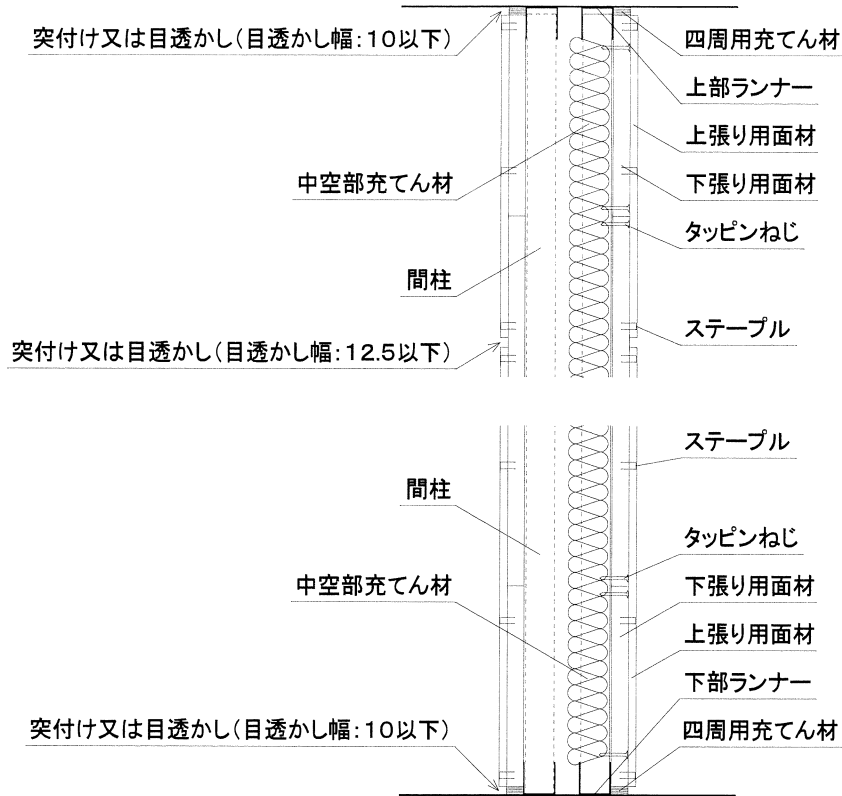 突付け又は目透かし(目透かし幅:10以下)
四周用充てん材
上部ランナー
上張り用面材
中空部充てん材
下張り用面材
タッピンねじ
間柱
ステープル
突付け又は目透かし(目透かし幅:12.5以下)
ステープル
間柱
タッピンねじ
中空部充てん材
下張り用面材
上張り用面材
下部ランナー
突付け又は目透かし(目透かし幅:10以下)
四周用充てん材